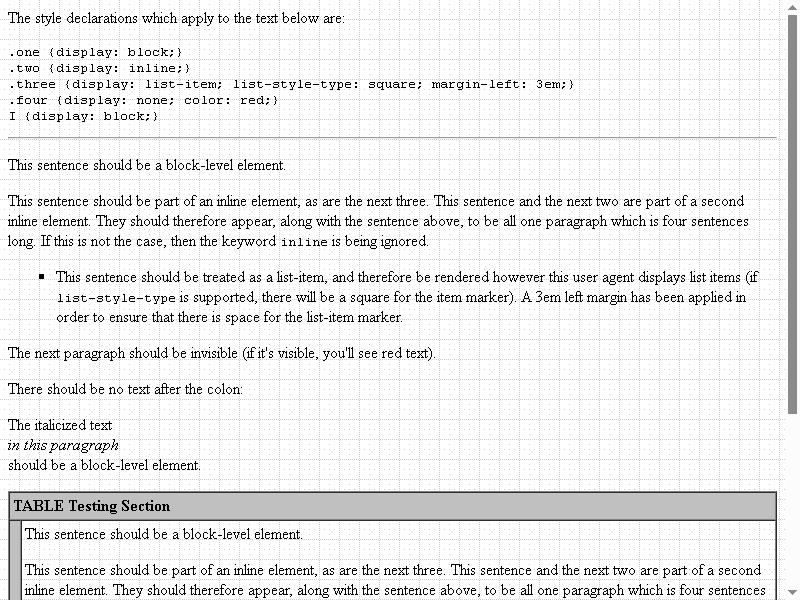 The style declarations which apply to the text below are:
.one {display: block;}
.two {display: inline;}
.three {display: list-item; list-style-type: square; margin-left: 3em;}
.four {display: none; color: red;}
I {display: block;}
This sentence should be a block-level element.
This sentence should be part of an inline element, as are the next three. This sentence and the next two are part of a second
inline element. They should therefore appear, along with the sentence above, to be all one paragraph which is four sentences
long. If this is not the case, then the keyword inline is being ignored.
This sentence should be treated as a list-item, and therefore be rendered however this user agent displays list items (if
list-style-type is supported, there will be a square for the item marker). A 3em left margin has been applied in
order to ensure that there is space for the list-item marker.
The next paragraph should be invisible (if it's visible, you'll see red text).
There should be no text after the colon:
The italicized text
in this paragraph
should be a block-level element.
TABLE Testing Section
This sentence should be a block-level element.
This sentence should be part of an inline element, as are the next three. This sentence and the next two are part of a second
inline element. They should therefore appear, along with the sentence above, to be all one paragraph which is four sentences